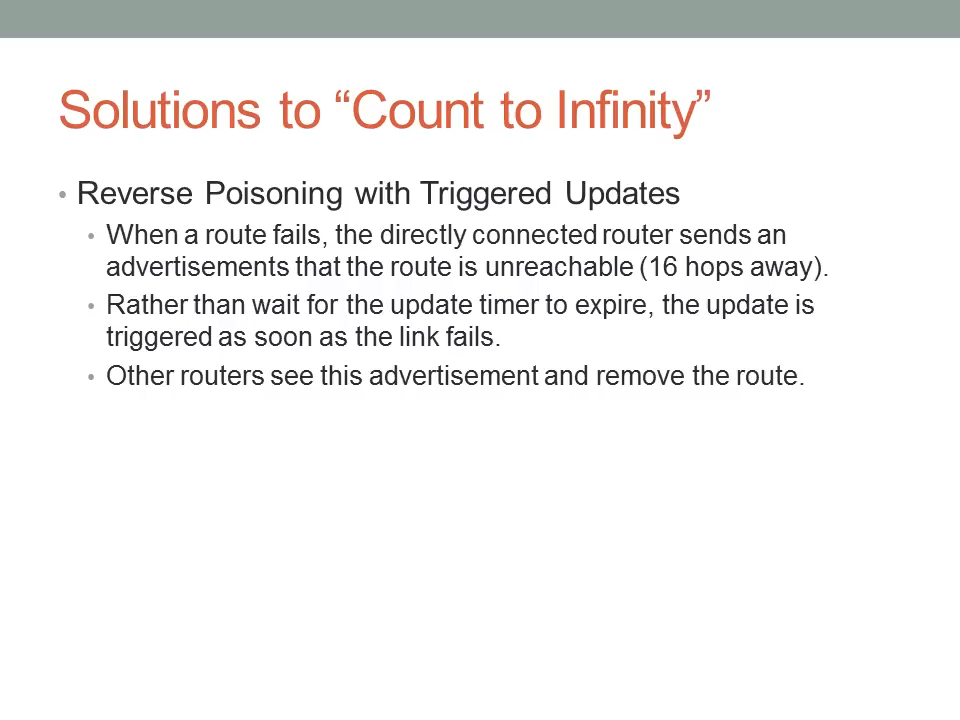 Solutions to “Count to Infinity”
• Reverse Poisoning with Triggered Updates
• When a route fails, the directly connected router sends an
advertisements that the route is unreachable (16 hops away).
• Rather than wait for the update timer to expire, the update is
triggered as soon as the link fails.
• Other routers see this advertisement and remove the route.